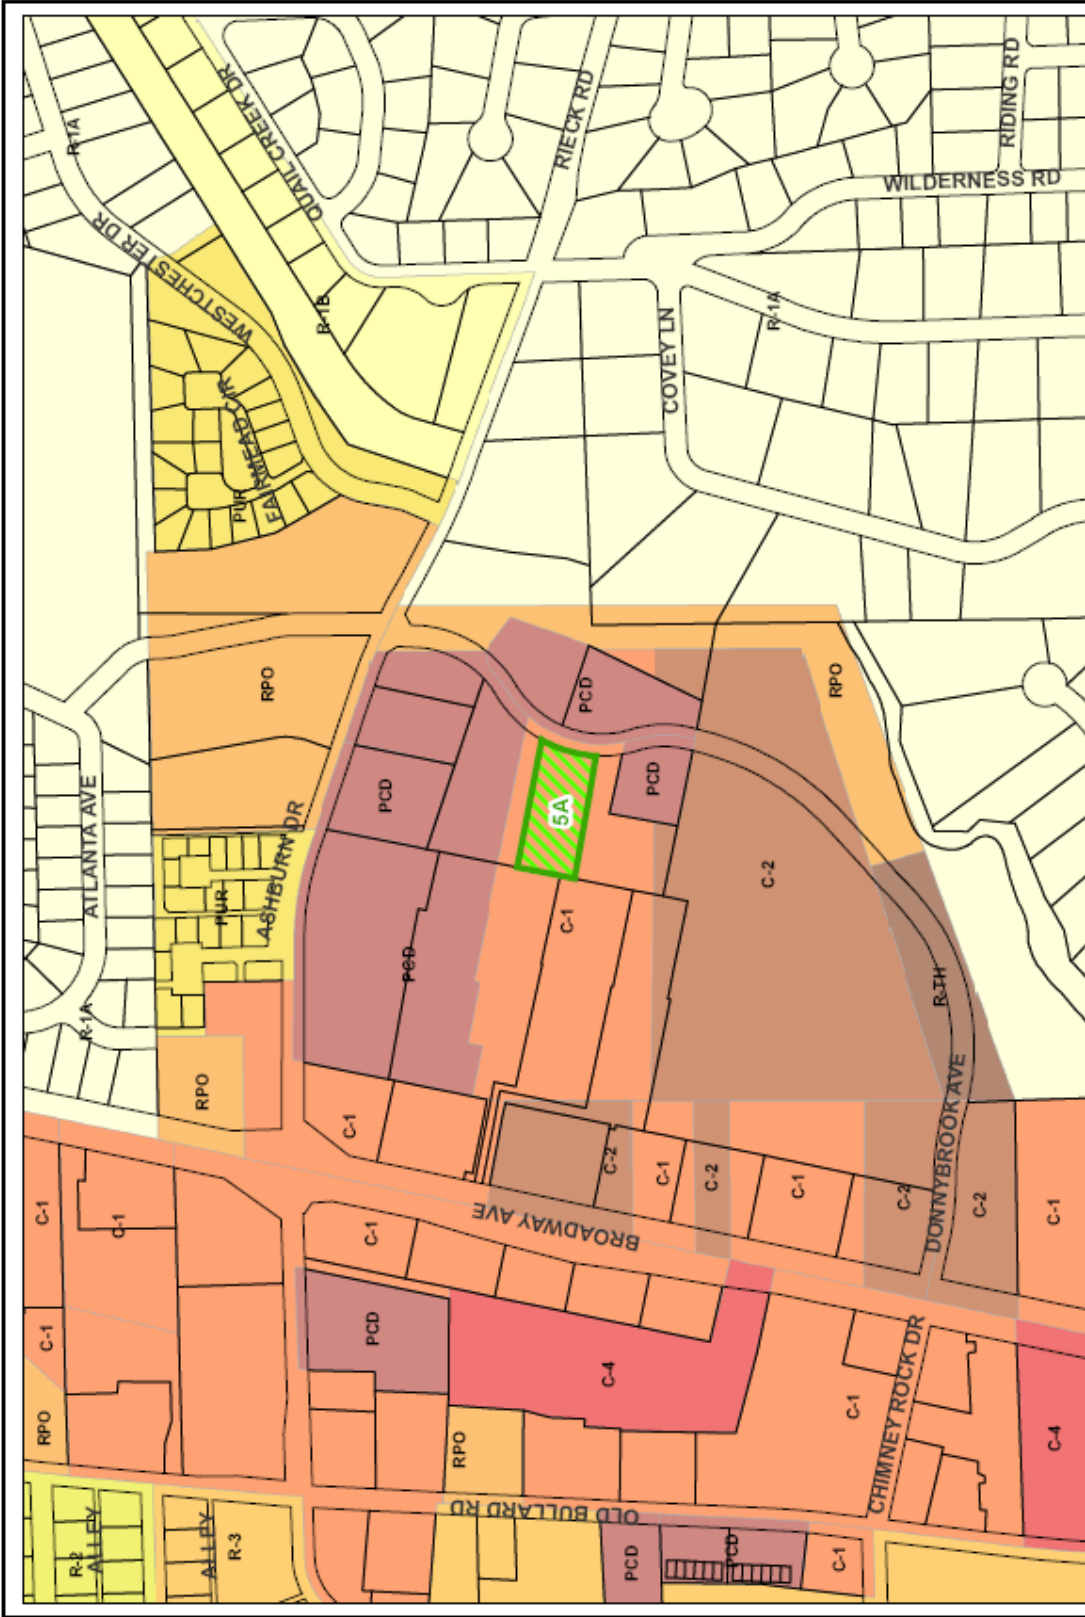 QUAIL CREEK DR
RIECK RD
RIDING RD
R-1A
WESTCHESTER DR
WILDERNESS RD
R-1B
R-1A
COVEY LN
FAIRMEAD CIR
PUR
RPO
PCD
RPO
PCD
PCD
ATLANTA AVE
5A
ASHBURN DR
PUR
C-2
C-1
PCD
R-TH
R-1A
RPO
DONNYBROOK AVE
C-1
C-2
C-1
C-2
C-1
C-2
C-2
C-1
C-1
C-1
C-1
BROADWAY AVE
C-1
PCD
C-4
CHIMNEY ROCK DR
C-1
RPO
RPO
C-4
OLD BULLARD RD
R-2
ALLEY
ALLEY
R-3
PCD
PCD
C-1